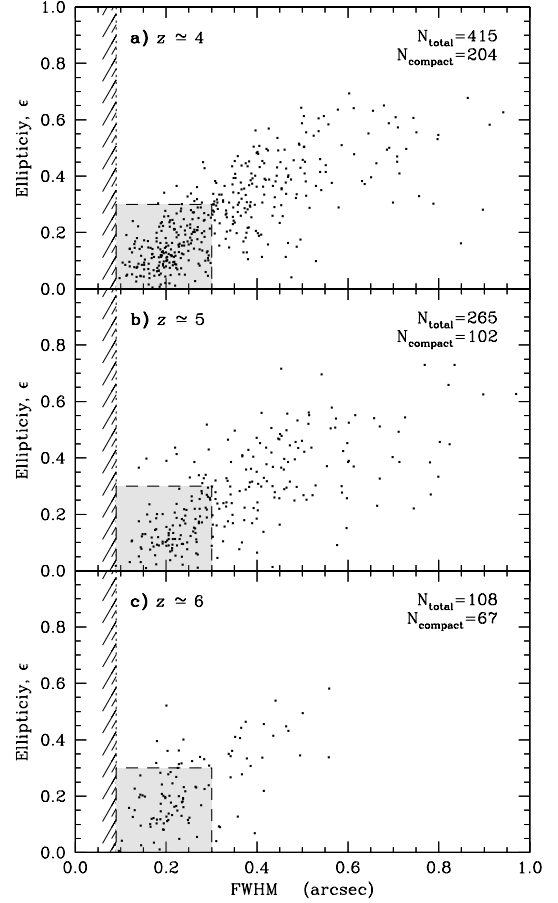 1.0
a) z ≃ 4
N_total=415
N_compact=204
0.8
0.6
Ellipticiy, ϵ
0.4
0.2
0.0
b) z ≃ 5
N_total=265
N_compact=102
0.8
0.6
Ellipticiy, ϵ
0.4
0.2
0.0
c) z ≃ 6
N_total=108
N_compact=67
0.8
0.6
Ellipticiy, ϵ
0.4
0.2
0.0
0.0 0.2 0.4 0.6 0.8 1.0
FWHM (arcsec)